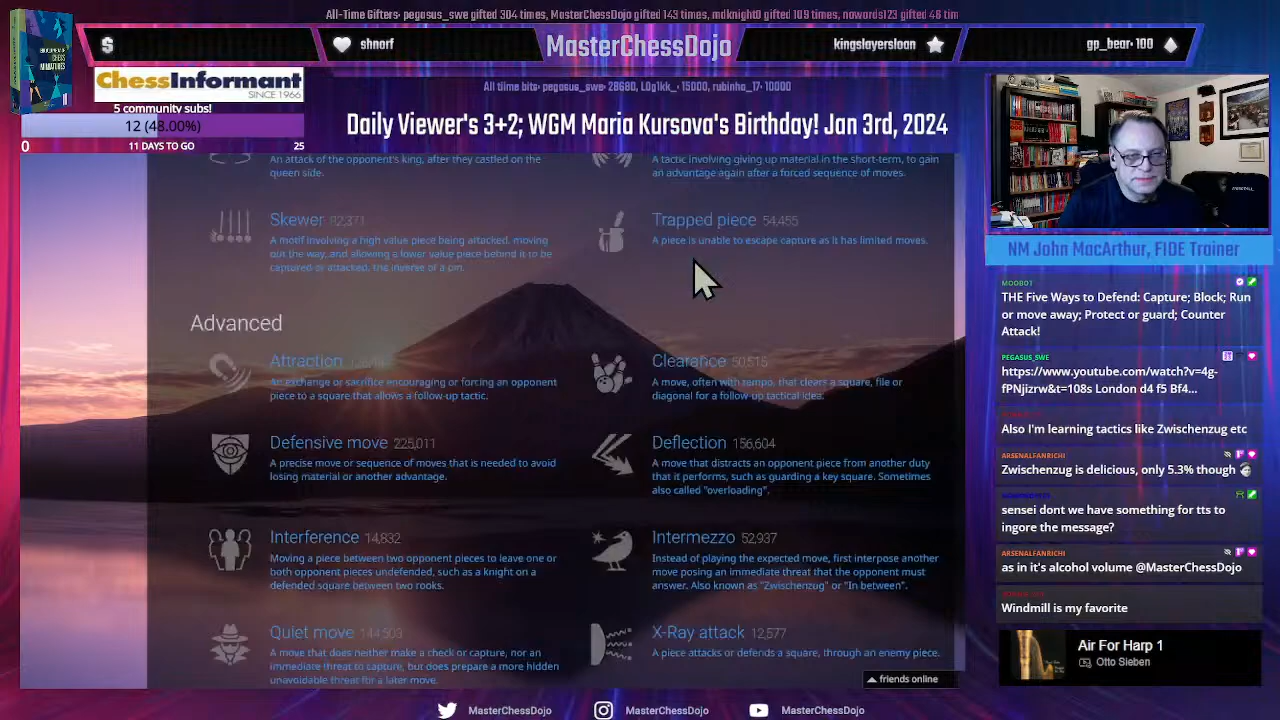 All-Time Gifters: pegasus_swe gifted 304 times, MasterChessDojo gifted 143 times, mdknight0 gifted 109 times, nowords123 gifted 46 tim
$
shnorf
MasterChessDojo
kingslayersloan
gp_bear: 100
ChessInformant
SINCE 1966
All tiime bits: pegasus_swe: 28680, L0g1kk_: 15000, rubinho_17: 10000
5 community subs!
12 (48.00%)
0
11 DAYS TO GO
25
Daily Viewer's 3+2; WGM Maria Kursova's Birthday! Jan 3rd, 2024
An attack of the opponent's king, after they castled on the
queen side.
A tactic involving giving up material in the short-term, to gain
an advantage again after a forced sequence of moves.
Skewer
A motif involving a high value piece being attacked, moving
out the way, and allowing a lower value piece behind it to be
captured or attacked, the inverse of a pin.
Trapped piece 54,455
A piece is unable to escape capture as it has limited moves.
Advanced
Attraction
An exchange or sacrifice encouraging or forcing an opponent
piece to a square that allows a follow-up tactic.
Clearance 50,515
A move, often with tempo, that clears a square, file or
diagonal for a follow-up tactical idea.
Defensive move 225,011
A precise move or sequence of moves that is needed to avoid
losing material or another advantage.
Deflection 156,604
A move that distracts an opponent piece from another duty
that it performs, such as guarding a key square. Sometimes
also called "overloading".
Interference 14,832
Moving a piece between two opponent pieces to leave one or
both opponent pieces undefended, such as a knight on a
defended square between two rooks.
Intermezzo 52,937
Instead of playing the expected move, first interpose another
move posing an immediate threat that the opponent must
answer. Also known as "Zwischenzug" or "In between".
Quiet move 144,503
A move that does neither make a check or capture, nor an
immediate threat to capture, but does prepare a more hidden
unavoidable threat for a later move.
X-Ray attack 12,577
A piece attacks or defends a square, through an enemy piece.
friends online
NM John MacArthur, FIDE Trainer
MOOBOT
THE Five Ways to Defend: Capture; Block; Run
or move away; Protect or guard; Counter
Attack!
PEGASUS_SWE
https://www.youtube.com/watch?v=4g-
fPNjizrw&t=108s London d4 f5 Bf4...
Also I'm learning tactics like Zwischenzug etc
ARSENALFANRICHI
Zwischenzug is delicious, only 5.3% though
sensei dont we have something for tts to
ingore the message?
ARSENALFANRICHI
as in it's alcohol volume @MasterChessDojo
Windmill is my favorite
Air For Harp 1
Otto Sieben
MasterChessDojo
MasterChessDojo
MasterChessDojo